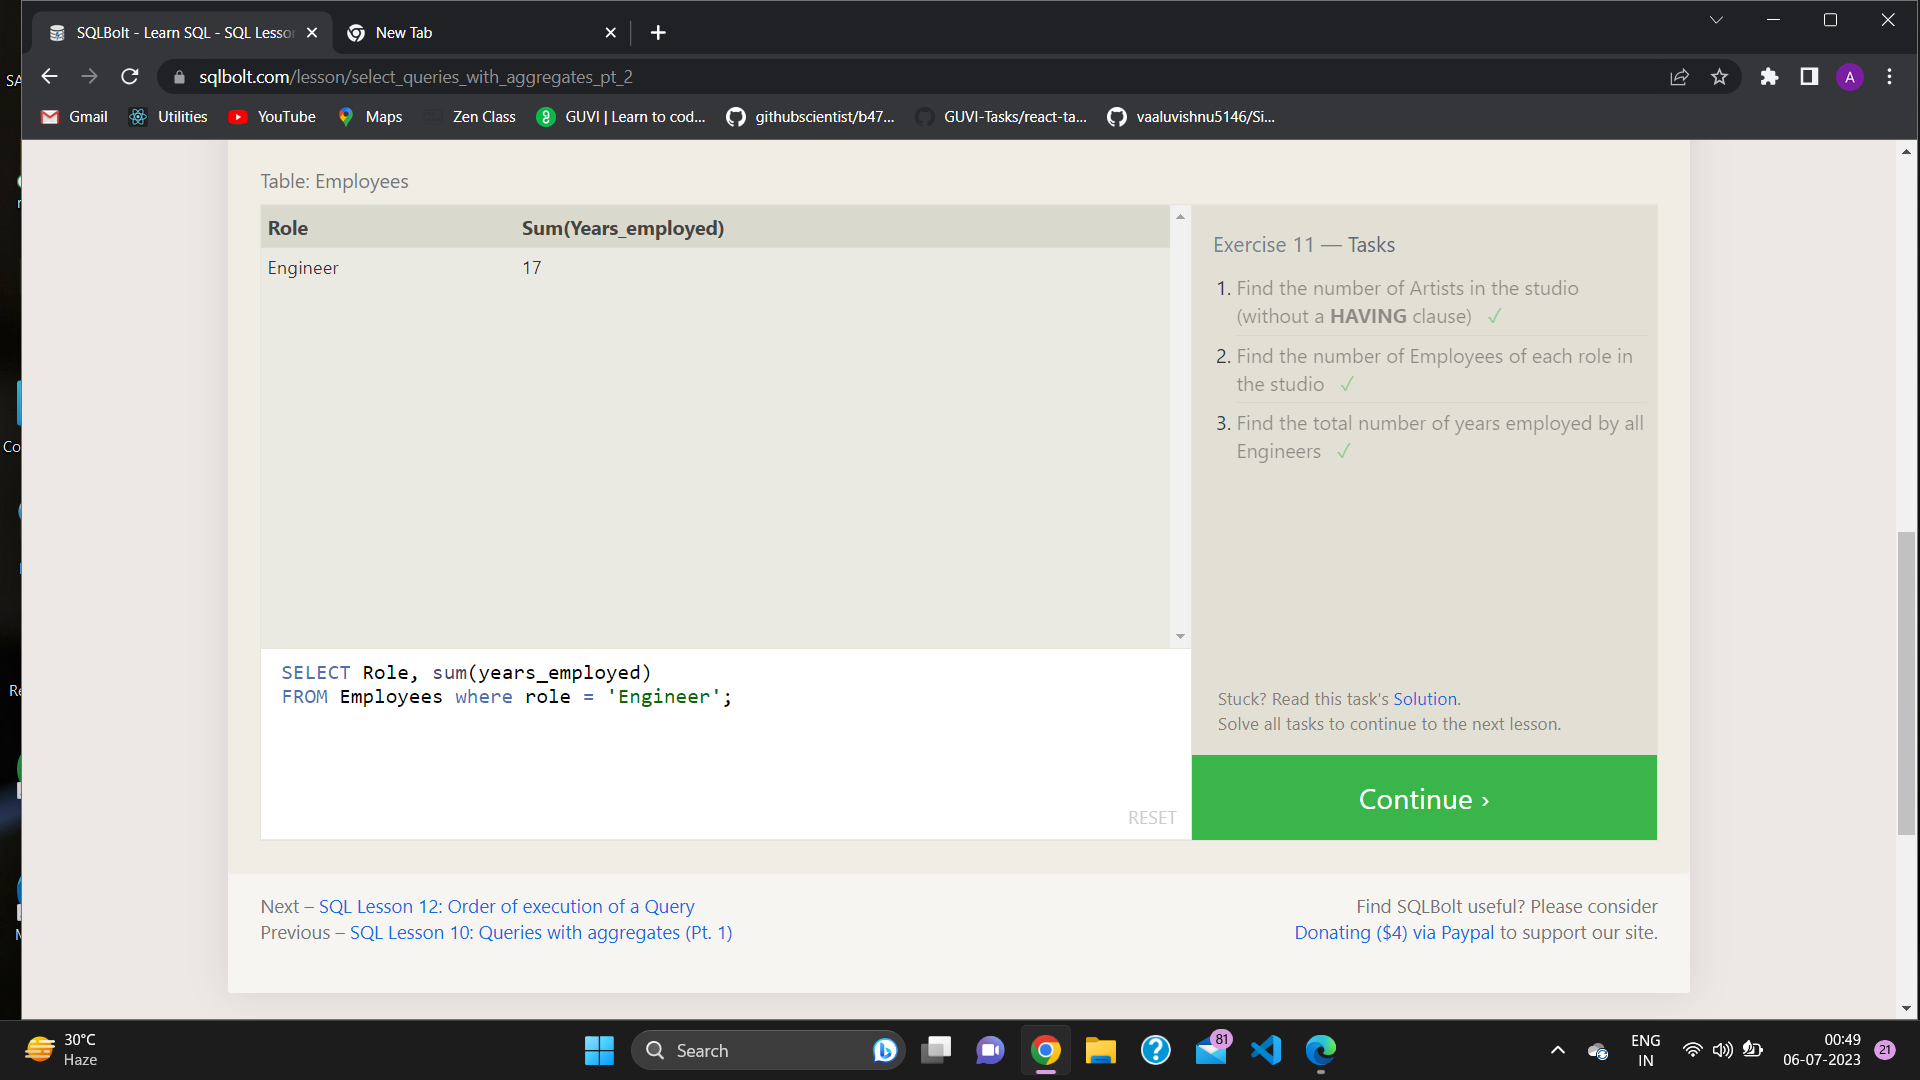 SQLBolt - Learn SQL - SQL Lesson
New Tab
sqlbolt.com/lesson/select_queries_with_aggregates_pt_2
A
Gmail
Utilities
YouTube
Maps
Zen Class
GUVI | Learn to cod...
githubscientist/b47...
GUVI-Tasks/react-ta...
vaaluvishnu5146/Si...
SA
Co
Re
Table: Employees
Role Sum(Years_employed)
Engineer 17
Exercise 11 — Tasks
1. Find the number of Artists in the studio
(without a HAVING clause) ✓
2. Find the number of Employees of each role in
the studio ✓
3. Find the total number of years employed by all
Engineers ✓
SELECT Role, sum(years_employed)
FROM Employees where role = 'Engineer';
RESET
Stuck? Read this task's Solution.
Solve all tasks to continue to the next lesson.
Continue ›
Next – SQL Lesson 12: Order of execution of a Query
Previous – SQL Lesson 10: Queries with aggregates (Pt. 1)
Find SQLBolt useful? Please consider
Donating ($4) via Paypal to support our site.
30°C
Haze
Search
81
ENG
IN
00:49
06-07-2023
21